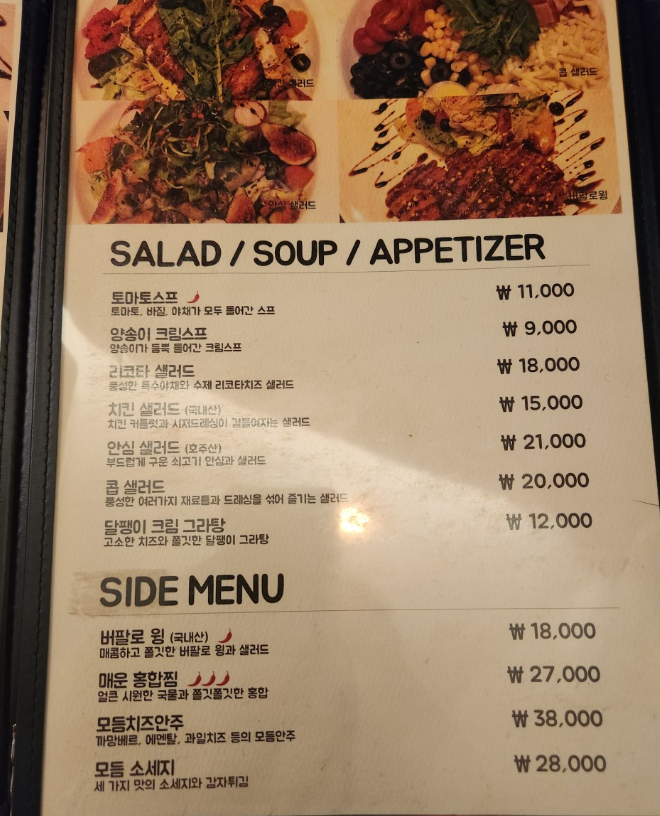 샐러드
콥 샐러드
안심 샐러드
버팔로윙
SALAD / SOUP / APPETIZER
토마토스프 ₩ 11,000
토마토, 바질, 야채가 모두 들어간 스프
양송이 크림스프 ₩ 9,000
양송이가 듬뿍 들어간 크림스프
리코타 샐러드 ₩ 18,000
풍성한 특수야채와 수제 리코타치즈 샐러드
치킨 샐러드 (국내산) ₩ 15,000
치킨 커틀릿과 시저드레싱이 곁들여지는 샐러드
안심 샐러드 (호주산) ₩ 21,000
부드럽게 구운 쇠고기 안심과 샐러드
콥 샐러드 ₩ 20,000
풍성한 여러가지 재료들과 드레싱을 섞어 즐기는 샐러드
달팽이 크림 그라탕 ₩ 12,000
고소한 치즈와 쫄깃한 달팽이 그라탕
SIDE MENU
버팔로 윙 (국내산) ₩ 18,000
매콤하고 쫄깃한 버팔로 윙과 샐러드
매운 홍합찜 ₩ 27,000
얼큰 시원한 국물과 쫄깃쫄깃한 홍합
모듬치즈안주 ₩ 38,000
까망베르, 에멘탈, 과일치즈 등의 모듬안주
모듬 소세지 ₩ 28,000
세 가지 맛의 소세지와 감자튀김